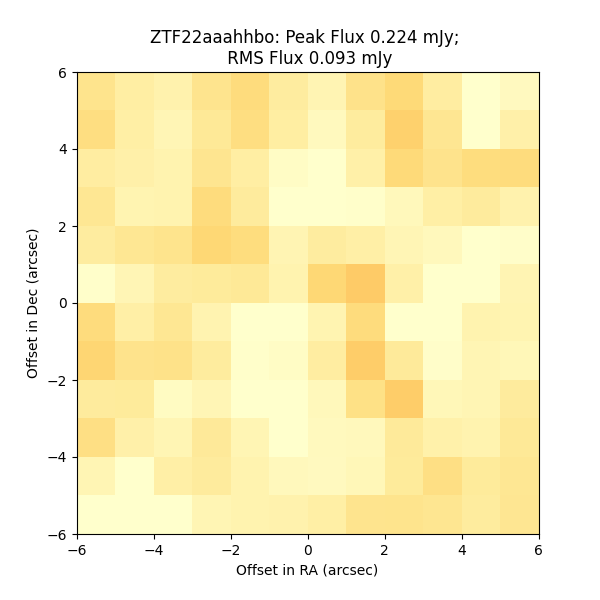 ZTF22aaahhbo: Peak Flux 0.224 mJy;
RMS Flux 0.093 mJy
6
4
2
0
−2
−4
−6
Offset in Dec (arcsec)
−6 −4 −2 0 2 4 6
Offset in RA (arcsec)